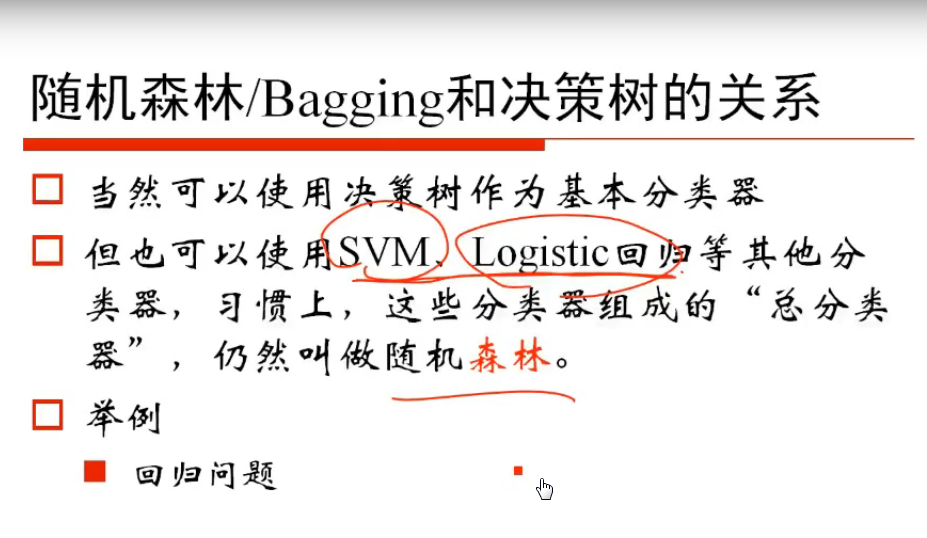 随机森林/Bagging和决策树的关系
当然可以使用决策树作为基本分类器
但也可以使用SVM、Logistic回归等其他分
类器，习惯上，这些分类器组成的“总分类
器”，仍然叫做随机森林。
举例
回归问题